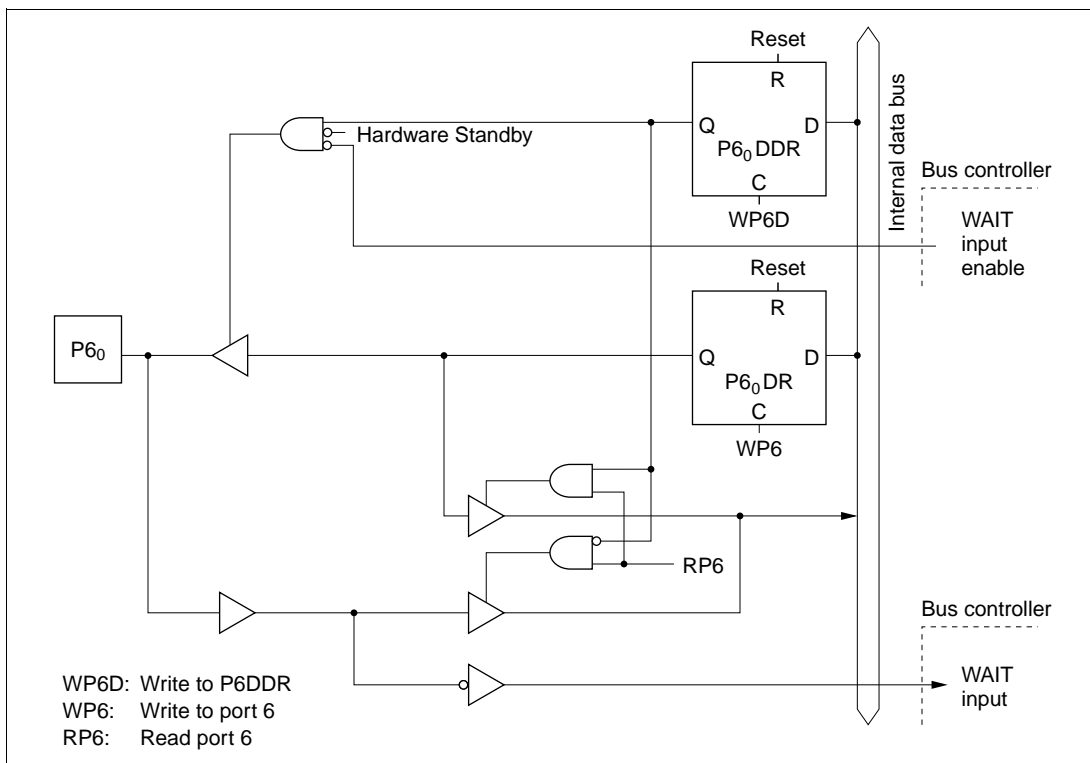 Reset
R
Q
D
P6₀DDR
C
WP6D
Hardware Standby
Internal data bus
Bus controller
WAIT
input
enable
Reset
R
Q
D
P6₀DR
C
WP6
P6₀
RP6
Bus controller
WAIT
input
WP6D: Write to P6DDR
WP6: Write to port 6
RP6: Read port 6